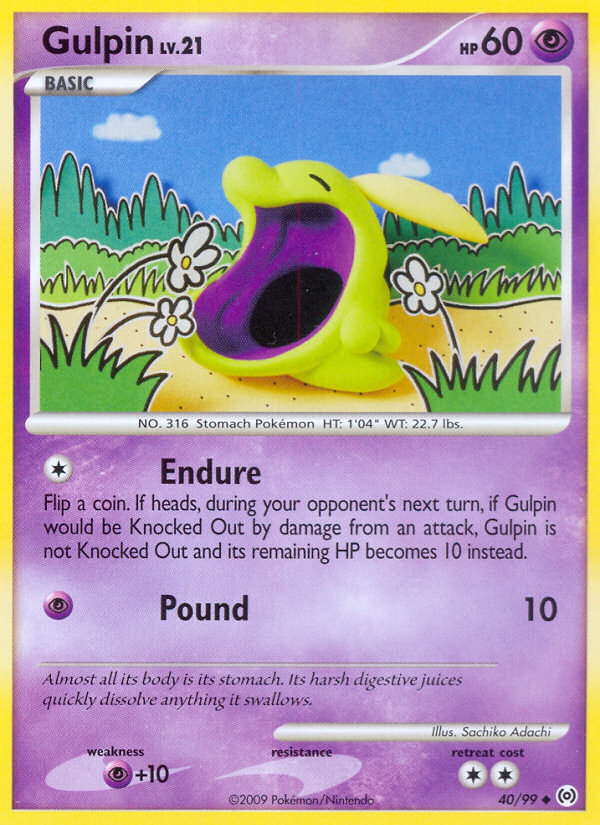 Gulpin LV.21
HP 60
BASIC
NO. 316 Stomach Pokémon HT: 1'04" WT: 22.7 lbs.
Endure
Flip a coin. If heads, during your opponent's next turn, if Gulpin
would be Knocked Out by damage from an attack, Gulpin is
not Knocked Out and its remaining HP becomes 10 instead.
Pound 10
Almost all its body is its stomach. Its harsh digestive juices
quickly dissolve anything it swallows.
Illus. Sachiko Adachi
weakness resistance retreat cost
+10
©2009 Pokémon/Nintendo 40/99